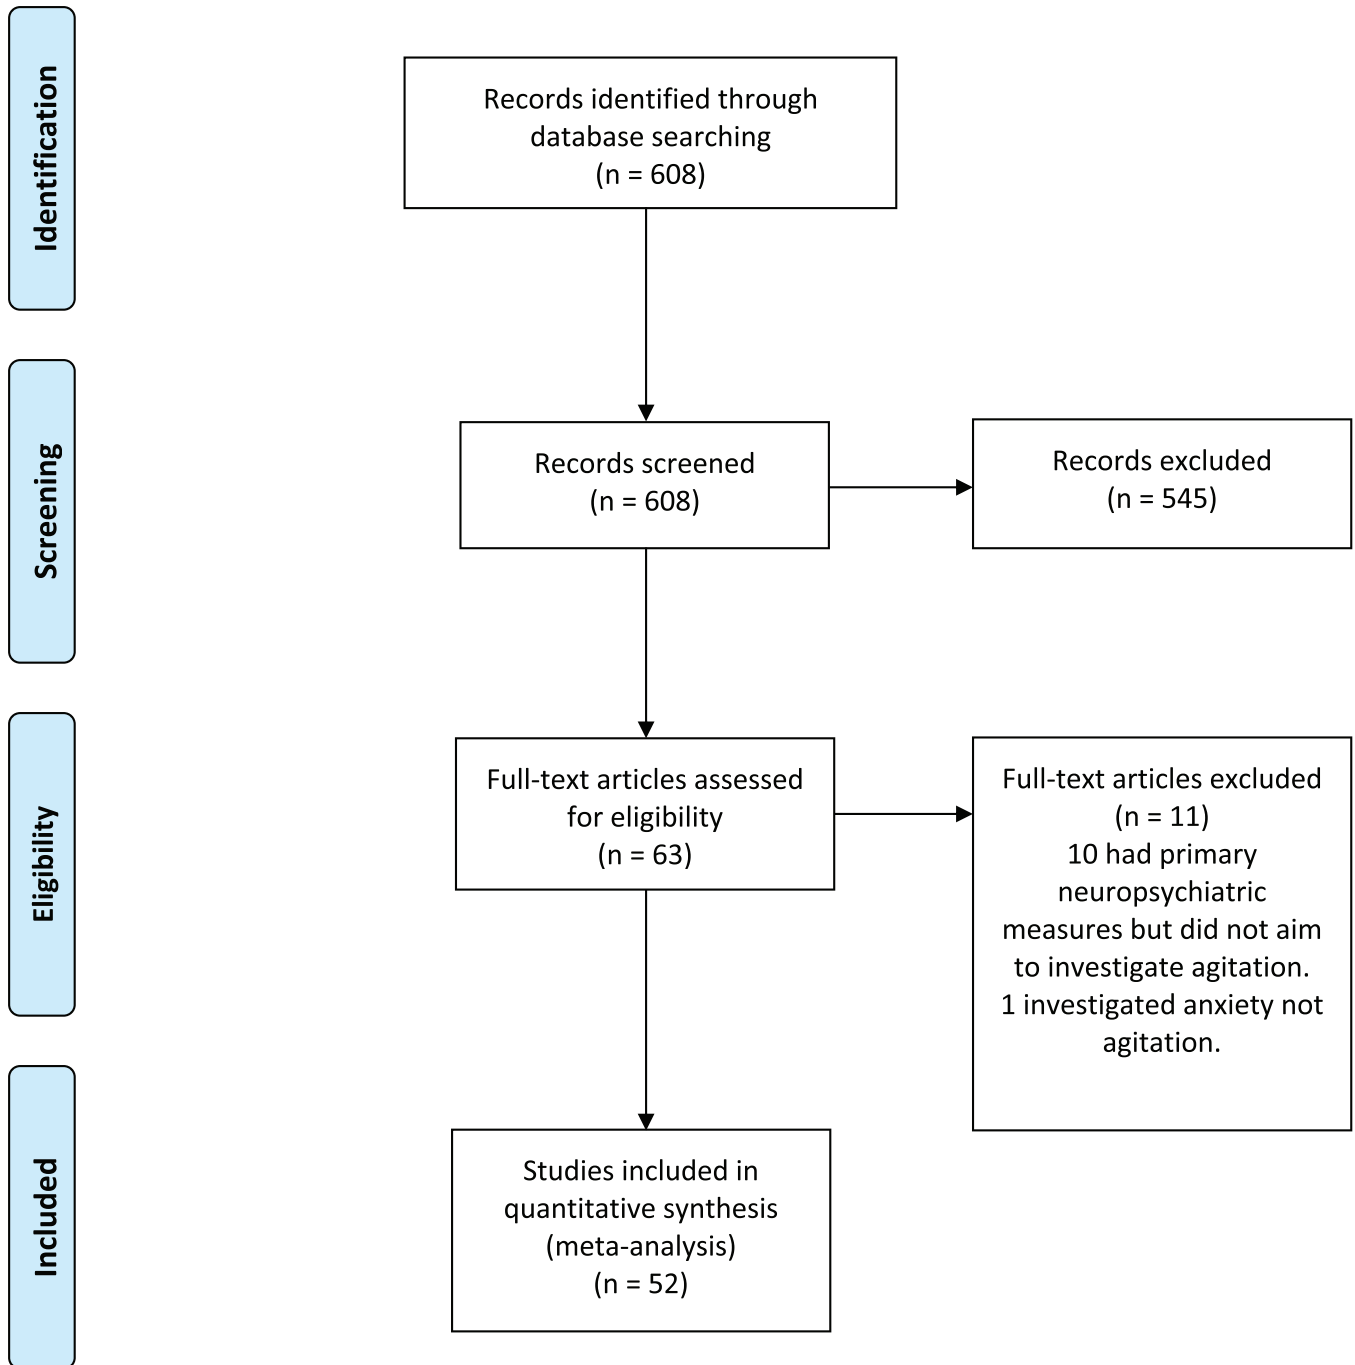 Identification
Records identified through
database searching
(n = 608)
Screening
Records screened
(n = 608)
Records excluded
(n = 545)
Eligibility
Full-text articles assessed
for eligibility
(n = 63)
Full-text articles excluded
(n = 11)
10 had primary
neuropsychiatric
measures but did not aim
to investigate agitation.
1 investigated anxiety not
agitation.
Included
Studies included in
quantitative synthesis
(meta-analysis)
(n = 52)